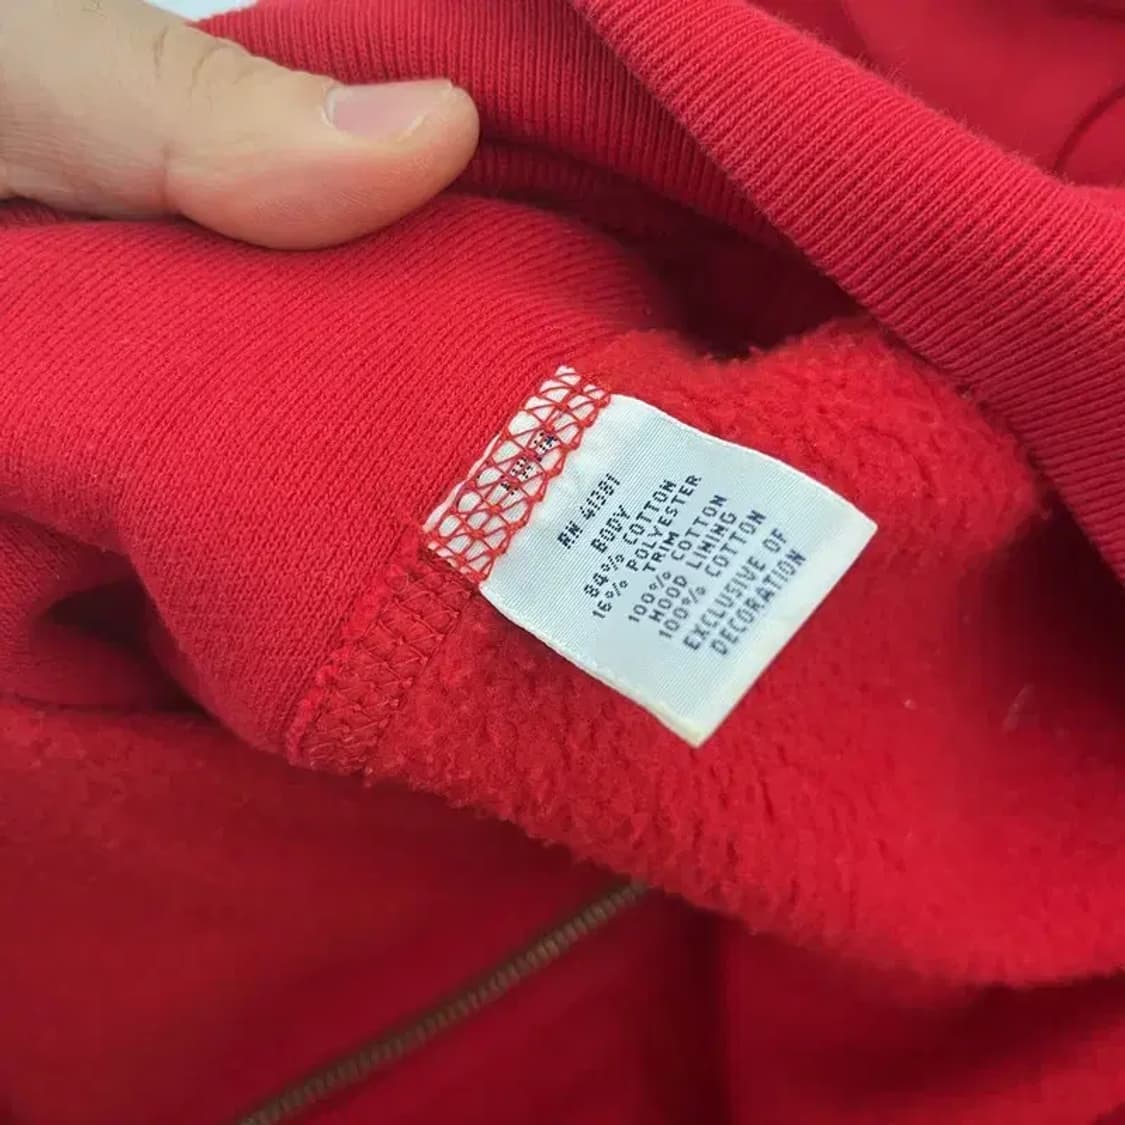 RN 41381
BODY
84% COTTON
16% POLYESTER
TRIM
100% COTTON
HOOD LINING
100% COTTON
EXCLUSIVE OF
DECORATION